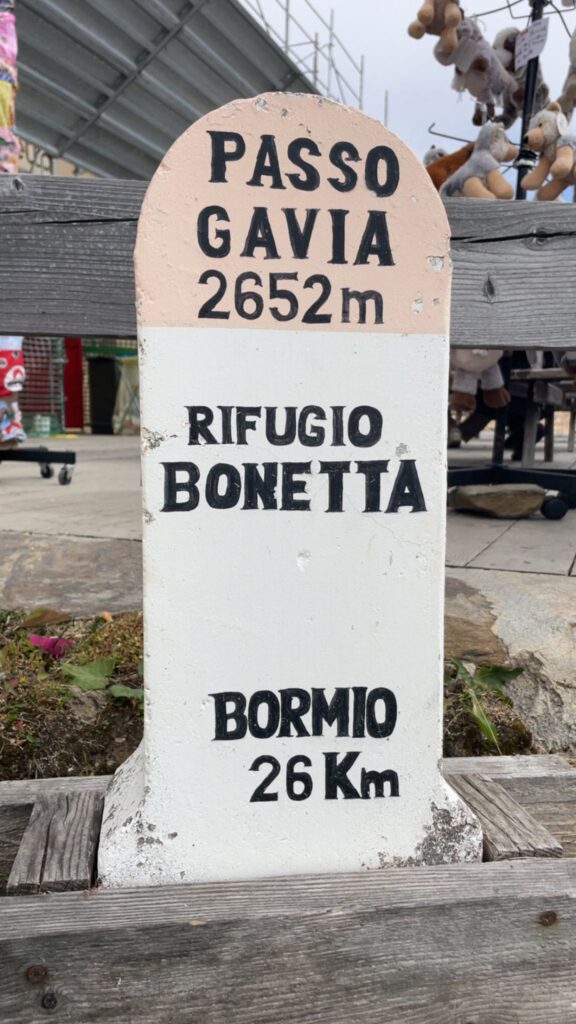 PASSO
GAVIA
2652m
RIFUGIO
BONETTA
BORMIO
26 Km